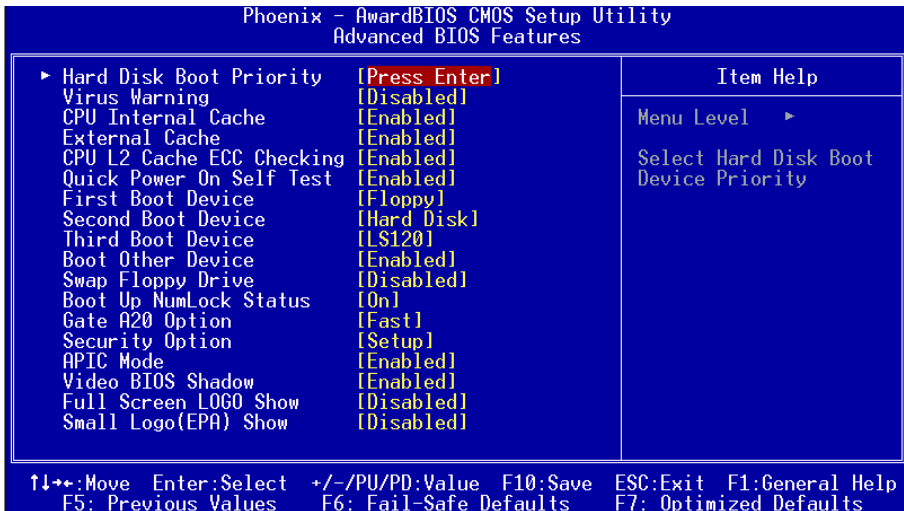 Phoenix - AwardBIOS CMOS Setup Utility
Advanced BIOS Features
► Hard Disk Boot Priority [Press Enter]
Virus Warning [Disabled]
CPU Internal Cache [Enabled]
External Cache [Enabled]
CPU L2 Cache ECC Checking [Enabled]
Quick Power On Self Test [Enabled]
First Boot Device [Floppy]
Second Boot Device [Hard Disk]
Third Boot Device [LS120]
Boot Other Device [Enabled]
Swap Floppy Drive [Disabled]
Boot Up NumLock Status [On]
Gate A20 Option [Fast]
Security Option [Setup]
APIC Mode [Enabled]
Video BIOS Shadow [Enabled]
Full Screen LOGO Show [Disabled]
Small Logo(EPA) Show [Disabled]
Item Help
Menu Level ►
Select Hard Disk Boot
Device Priority
↑↓→←:Move Enter:Select +/-/PU/PD:Value F10:Save ESC:Exit F1:General Help
F5: Previous Values F6: Fail-Safe Defaults F7: Optimized Defaults